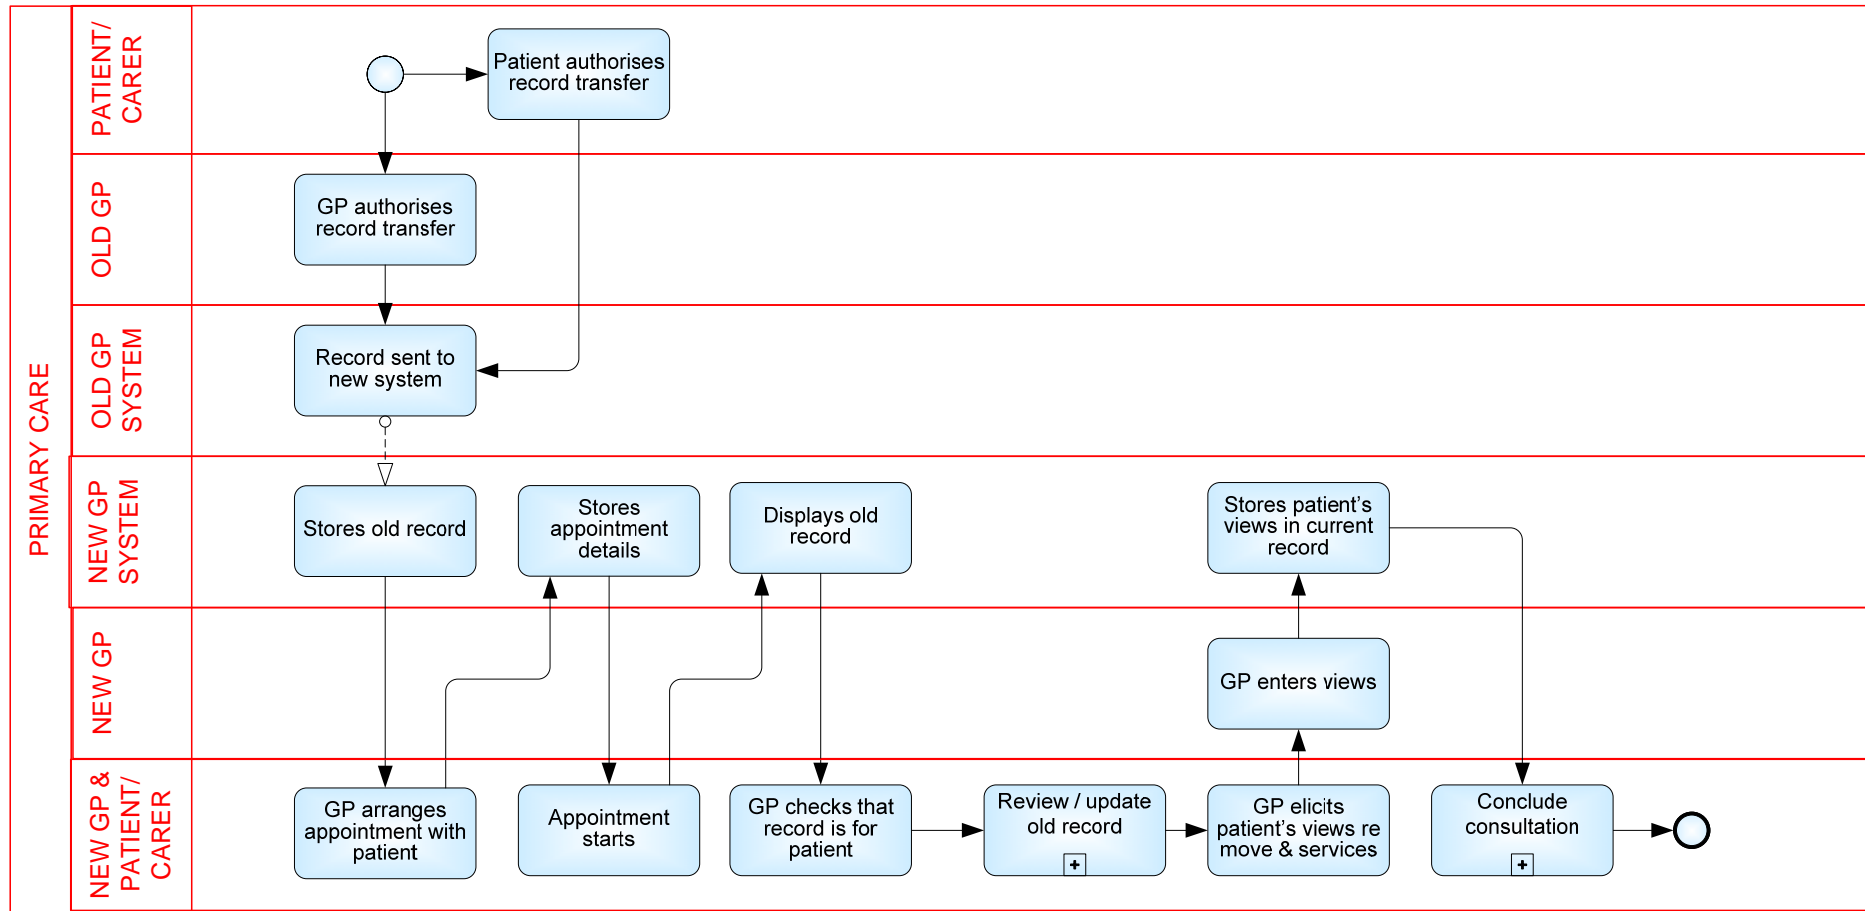 PRIMARY CARE
PATIENT/
CARER
Patient authorises
record transfer
OLD GP
GP authorises
record transfer
OLD GP
SYSTEM
Record sent to
new system
NEW GP
SYSTEM
Stores old record
Stores
appointment
details
Displays old
record
Stores patient’s
views in current
record
NEW GP
GP enters views
NEW GP &
PATIENT/
CARER
GP arranges
appointment with
patient
Appointment
starts
GP checks that
record is for
patient
Review / update
old record
+
GP elicits
patient’s views re
move & services
Conclude
consultation
+